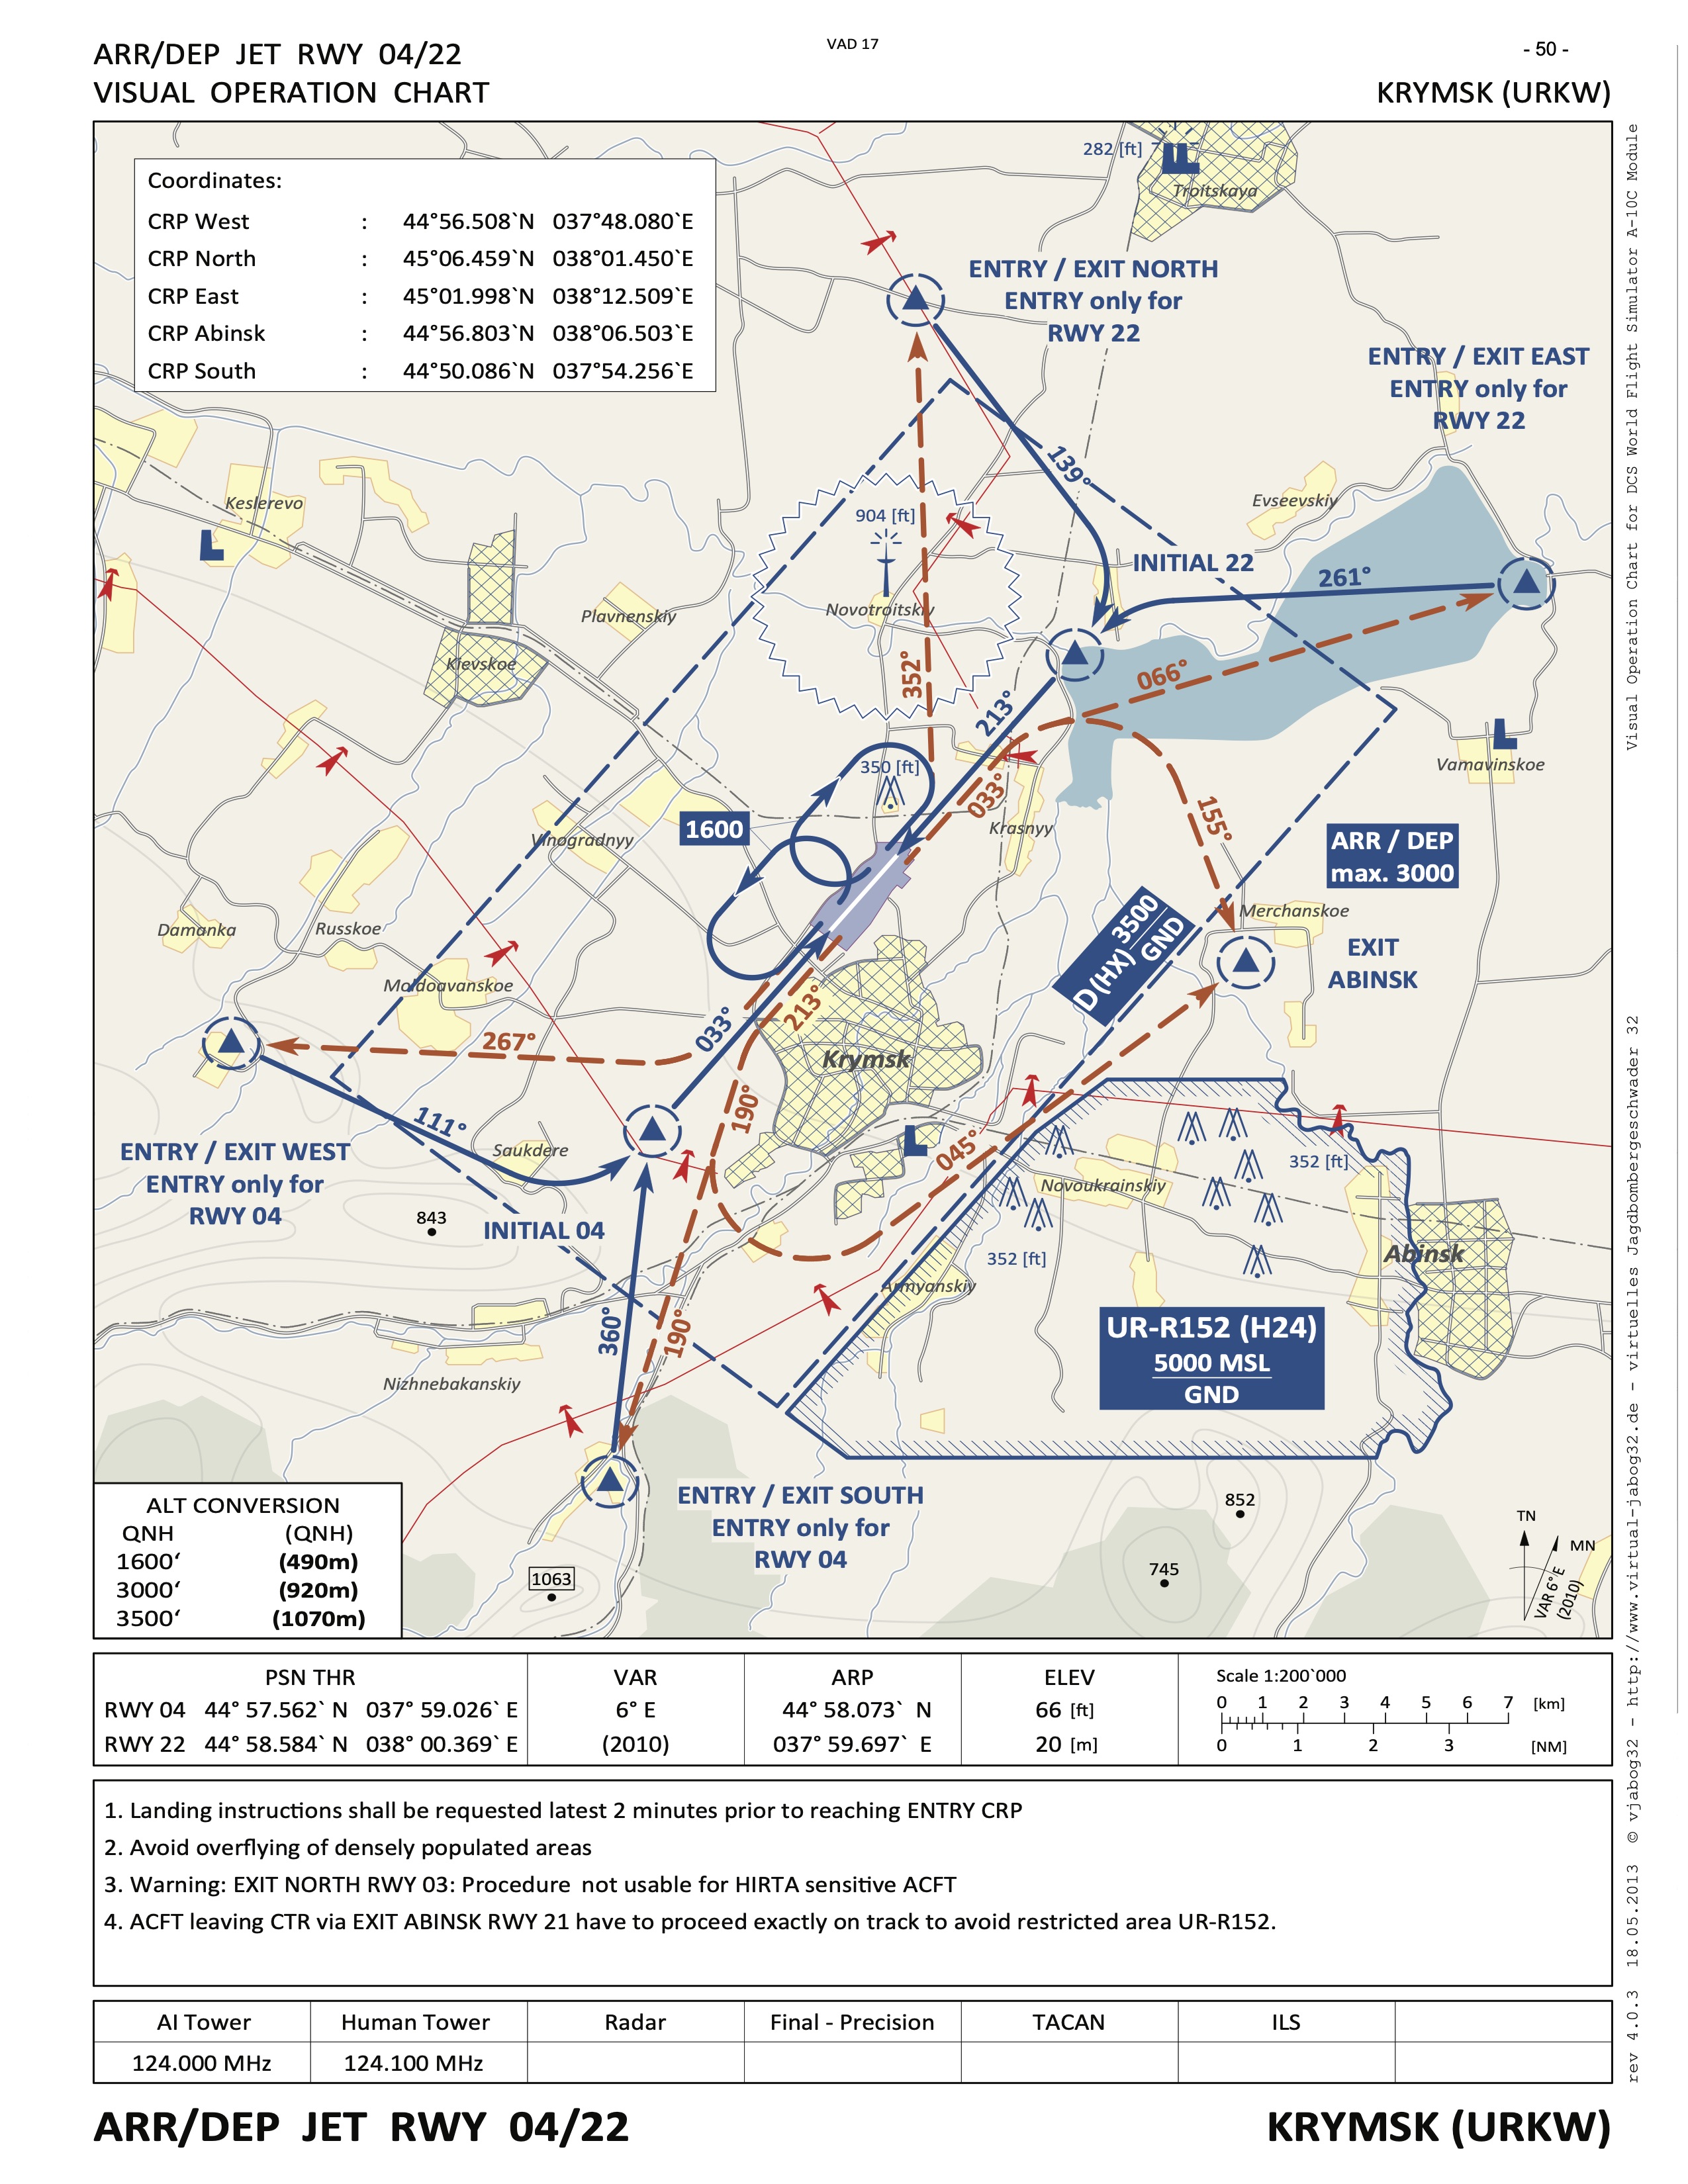 ARR/DEP JET RWY 04/22
VAD 17
- 50 -
VISUAL OPERATION CHART
KRYMSK (URKW)
Coordinates:
CRP West : 44°56.508`N 037°48.080`E
CRP North : 45°06.459`N 038°01.450`E
CRP East : 45°01.998`N 038°12.509`E
CRP Abinsk : 44°56.803`N 038°06.503`E
CRP South : 44°50.086`N 037°54.256`E
282 [ft]
Troitskaya
ENTRY / EXIT NORTH
ENTRY only for
RWY 22
ENTRY / EXIT EAST
ENTRY only for
RWY 22
139°
Keslerevo
904 [ft]
Evseevskiy
INITIAL 22
261°
Plavnenskiy
Novotroitskiy
Kievskoe
352°
066°
213°
350 [ft]
Vamavinskoe
033°
155°
1600
Krasnyy
Vinogradnyy
ARR / DEP
max. 3000
Damanka
Russkoe
Merchanskoe
D(HX) 3500
GND
EXIT
ABINSK
Moldoavanskoe
213°
033°
267°
Krymsk
190°
111°
ENTRY / EXIT WEST
ENTRY only for
RWY 04
Saukdere
045°
352 [ft]
Novoukrainskiy
843
INITIAL 04
352 [ft]
Abinsk
Armyanskiy
360°
190°
UR-R152 (H24)
5000 MSL
GND
Nizhnebakanskiy
ENTRY / EXIT SOUTH
ENTRY only for
RWY 04
852
745
1063
TN
MN
VAR 6° E
(2010)
ALT CONVERSION
QNH (QNH)
1600‘ (490m)
3000‘ (920m)
3500‘ (1070m)
PSN THR
RWY 04 44° 57.562` N 037° 59.026` E
RWY 22 44° 58.584` N 038° 00.369` E
VAR
6° E
(2010)
ARP
44° 58.073` N
037° 59.697` E
ELEV
66 [ft]
20 [m]
Scale 1:200`000
0 1 2 3 4 5 6 7 [km]
0 1 2 3 [NM]
1. Landing instructions shall be requested latest 2 minutes prior to reaching ENTRY CRP
2. Avoid overflying of densely populated areas
3. Warning: EXIT NORTH RWY 03: Procedure not usable for HIRTA sensitive ACFT
4. ACFT leaving CTR via EXIT ABINSK RWY 21 have to proceed exactly on track to avoid restricted area UR-R152.
AI Tower Human Tower Radar Final - Precision TACAN ILS
124.000 MHz 124.100 MHz
ARR/DEP JET RWY 04/22
KRYMSK (URKW)
Visual Operation Chart for DCS World Flight Simulator A-10C Module
rev 4.0.3 18.05.2013 © vjabog32 - http://www.virtual-jabog32.de - virtuelles Jagdbombergeschwader 32